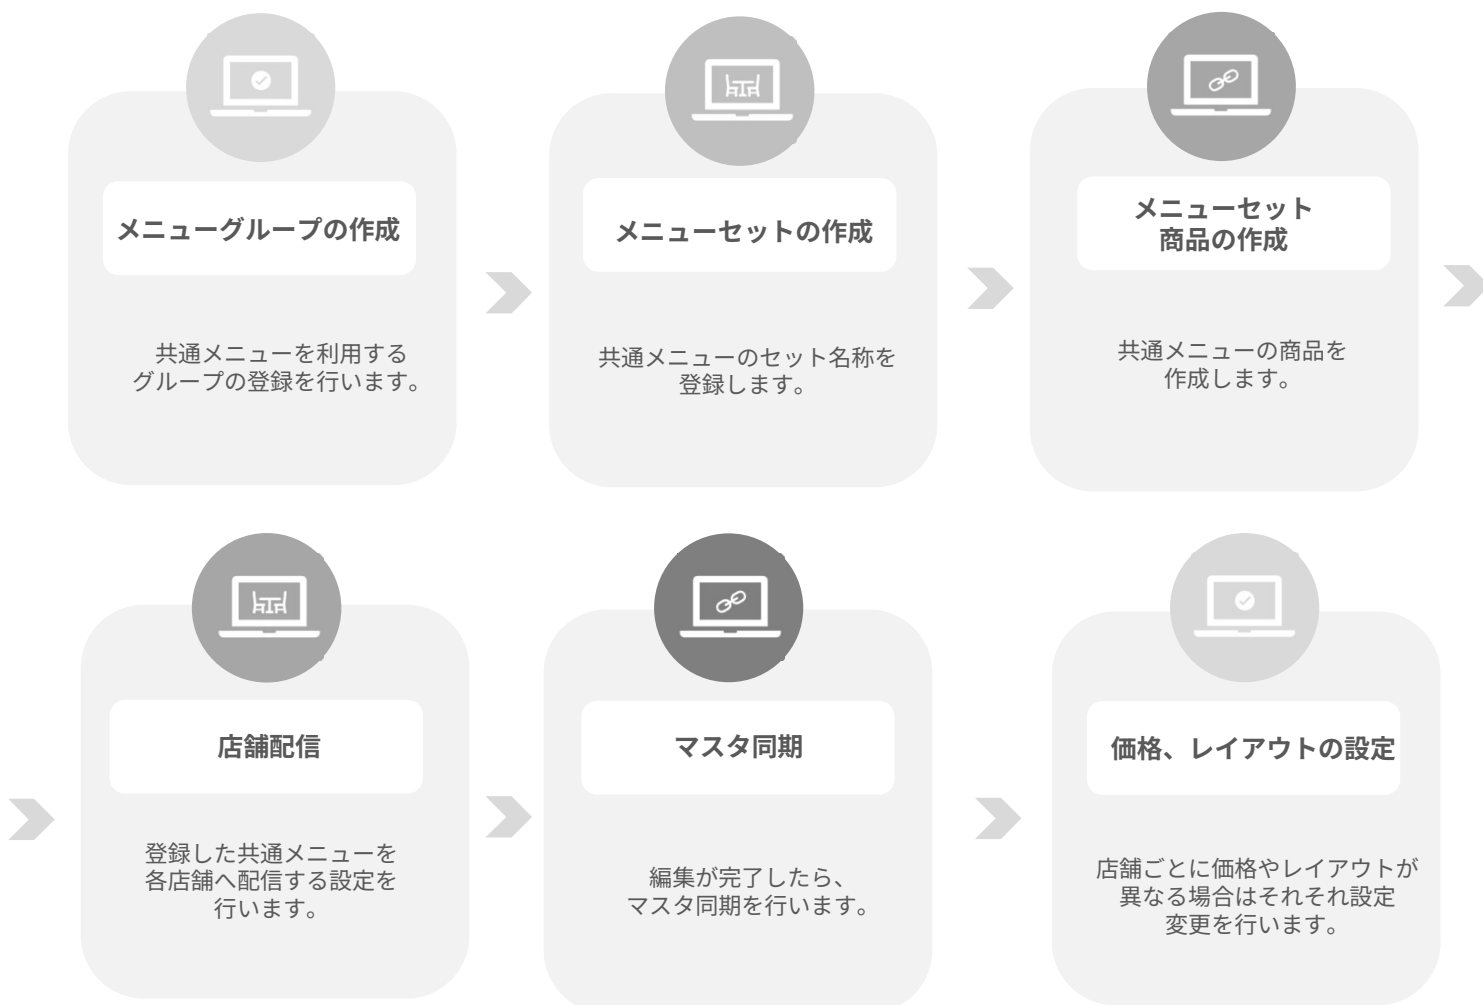 メニューグループの作成
共通メニューを利用する
グループの登録を行います。
メニューセットの作成
共通メニューのセット名称を
登録します。
メニューセット
商品の作成
共通メニューの商品を
作成します。
店舗配信
登録した共通メニューを
各店舗へ配信する設定を
行います。
マスタ同期
編集が完了したら、
マスタ同期を行います。
価格、レイアウトの設定
店舗ごとに価格やレイアウトが
異なる場合はそれそれ設定
変更を行います。